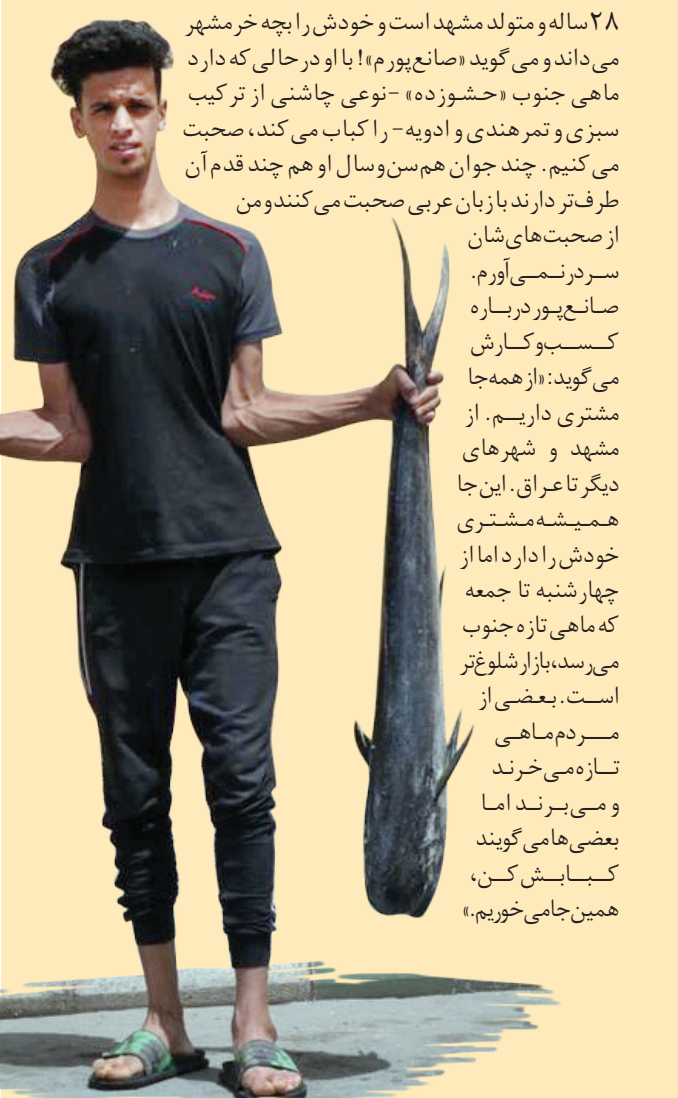 ۲۸ساله و متولد مشهد است و خودش را بچه خرمشهر
می‌داند و می گوید «صانع‌پورم»! با او در حالی که دارد
ماهی جنوب «حشوزده» -نوعی چاشنی از ترکیب
سبزی و تمرهندی و ادویه- را کباب می کند، صحبت
می کنیم. چند جوان هم‌سن‌وسال او هم چند قدم آن
طرف‌تر دارند با زبان عربی صحبت می کنند و من
از صحبت‌های‌شان
سر در نمی‌آورم.
صانع‌پور درباره
کسب‌وکارش
می گوید: «از همه‌جا
مشتری داریم. از
مشهد و شهرهای
دیگر تا عراق. این‌جا
همیشه مشتری
خودش را دارد اما از
چهارشنبه تا جمعه
که ماهی تازه جنوب
می‌رسد، بازار شلوغ‌تر
است. بعضی از
مردم ماهی
تازه می‌خرند
و می‌برند اما
بعضی‌ها می گویند
کبابش کن،
همین‌جا می‌خوریم.»